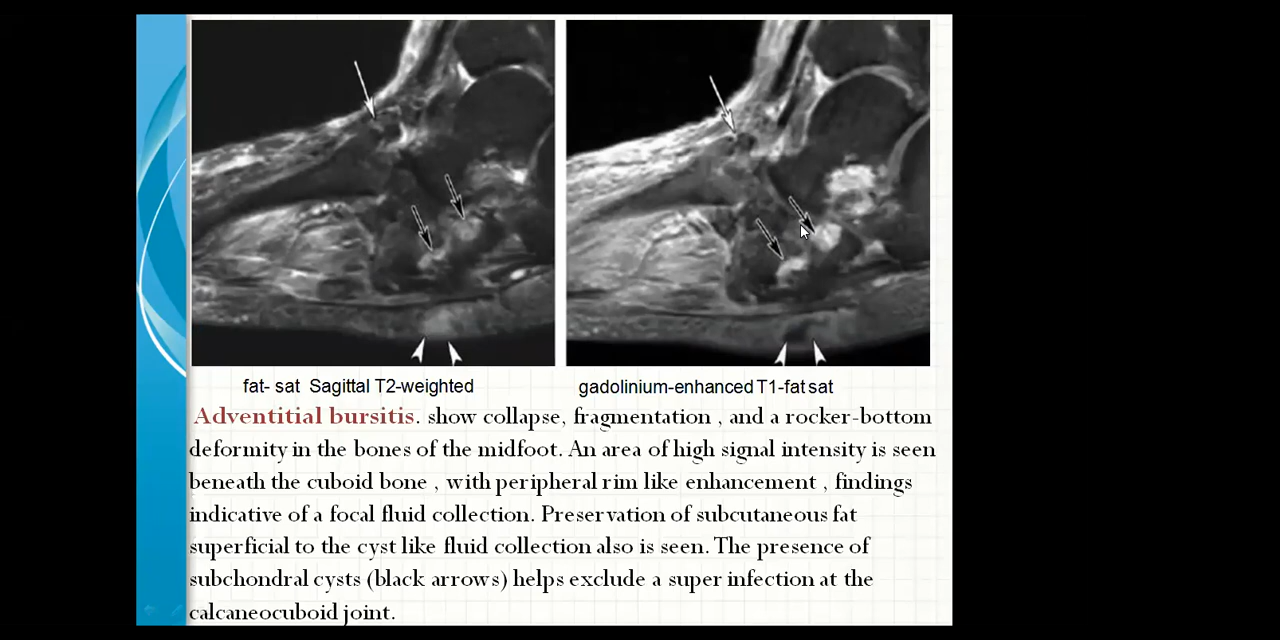 fat- sat Sagittal T2-weighted
gadolinium-enhanced T1-fat sat
Adventitial bursitis. show collapse, fragmentation , and a rocker-bottom
deformity in the bones of the midfoot. An area of high signal intensity is seen
beneath the cuboid bone , with peripheral rim like enhancement , findings
indicative of a focal fluid collection. Preservation of subcutaneous fat
superficial to the cyst like fluid collection also is seen. The presence of
subchondral cysts (black arrows) helps exclude a super infection at the
calcaneocuboid joint.